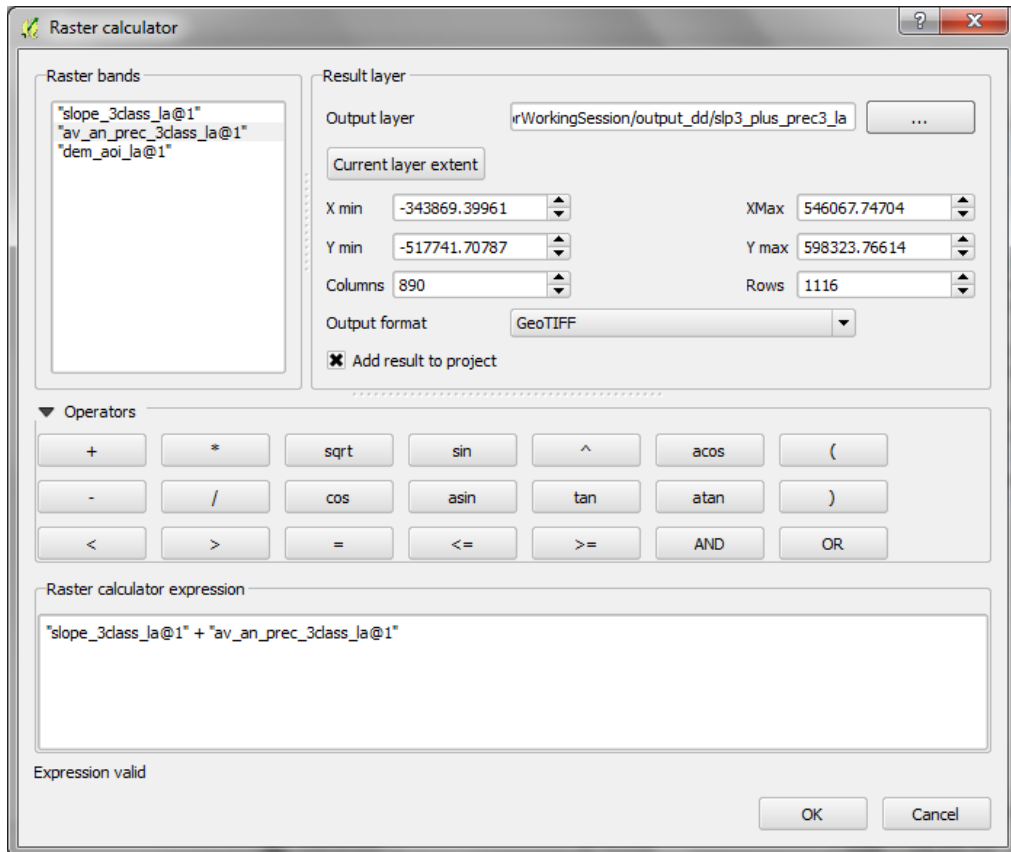 Raster calculator
Raster bands
"slope_3class_la@1"
"av_an_prec_3class_la@1"
"dem_aoi_la@1"
Result layer
Output layer rWorkingSession/output_dd/slp3_plus_prec3_la ...
Current layer extent
X min -343869.39961 XMax 546067.74704
Y min -517741.70787 Y max 598323.76614
Columns 890 Rows 1116
Output format GeoTIFF
Add result to project
Operators
+ * sqrt sin ^ acos (
- / cos asin tan atan )
< > = <= >= AND OR
Raster calculator expression
"slope_3class_la@1" + "av_an_prec_3class_la@1"
Expression valid
OK Cancel